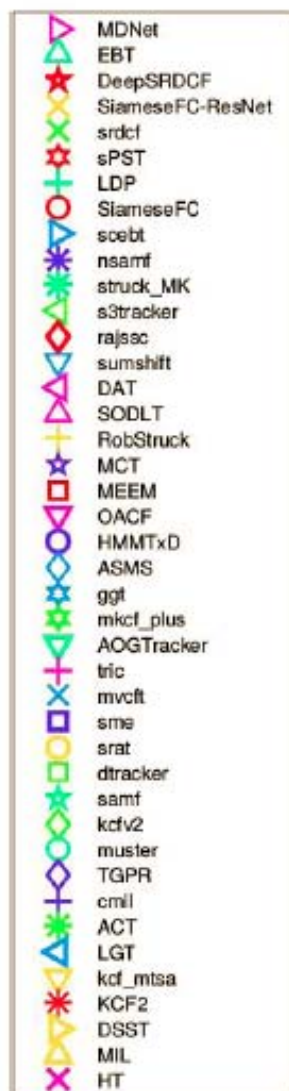 MDNet
EBT
DeepSRDCF
SiameseFC-ResNet
srdcf
sPST
LDP
SiameseFC
scebt
nsamf
struck_MK
s3tracker
rajssc
sumshift
DAT
SODLT
RobStruck
MCT
MEEM
OACF
HMMTxD
ASMS
ggt
mkcf_plus
AOGTracker
tric
mvcft
sme
srat
dtracker
samf
kcfv2
muster
TGPR
cmil
ACT
LGT
kcf_mtsa
KCF2
DSST
MIL
HT